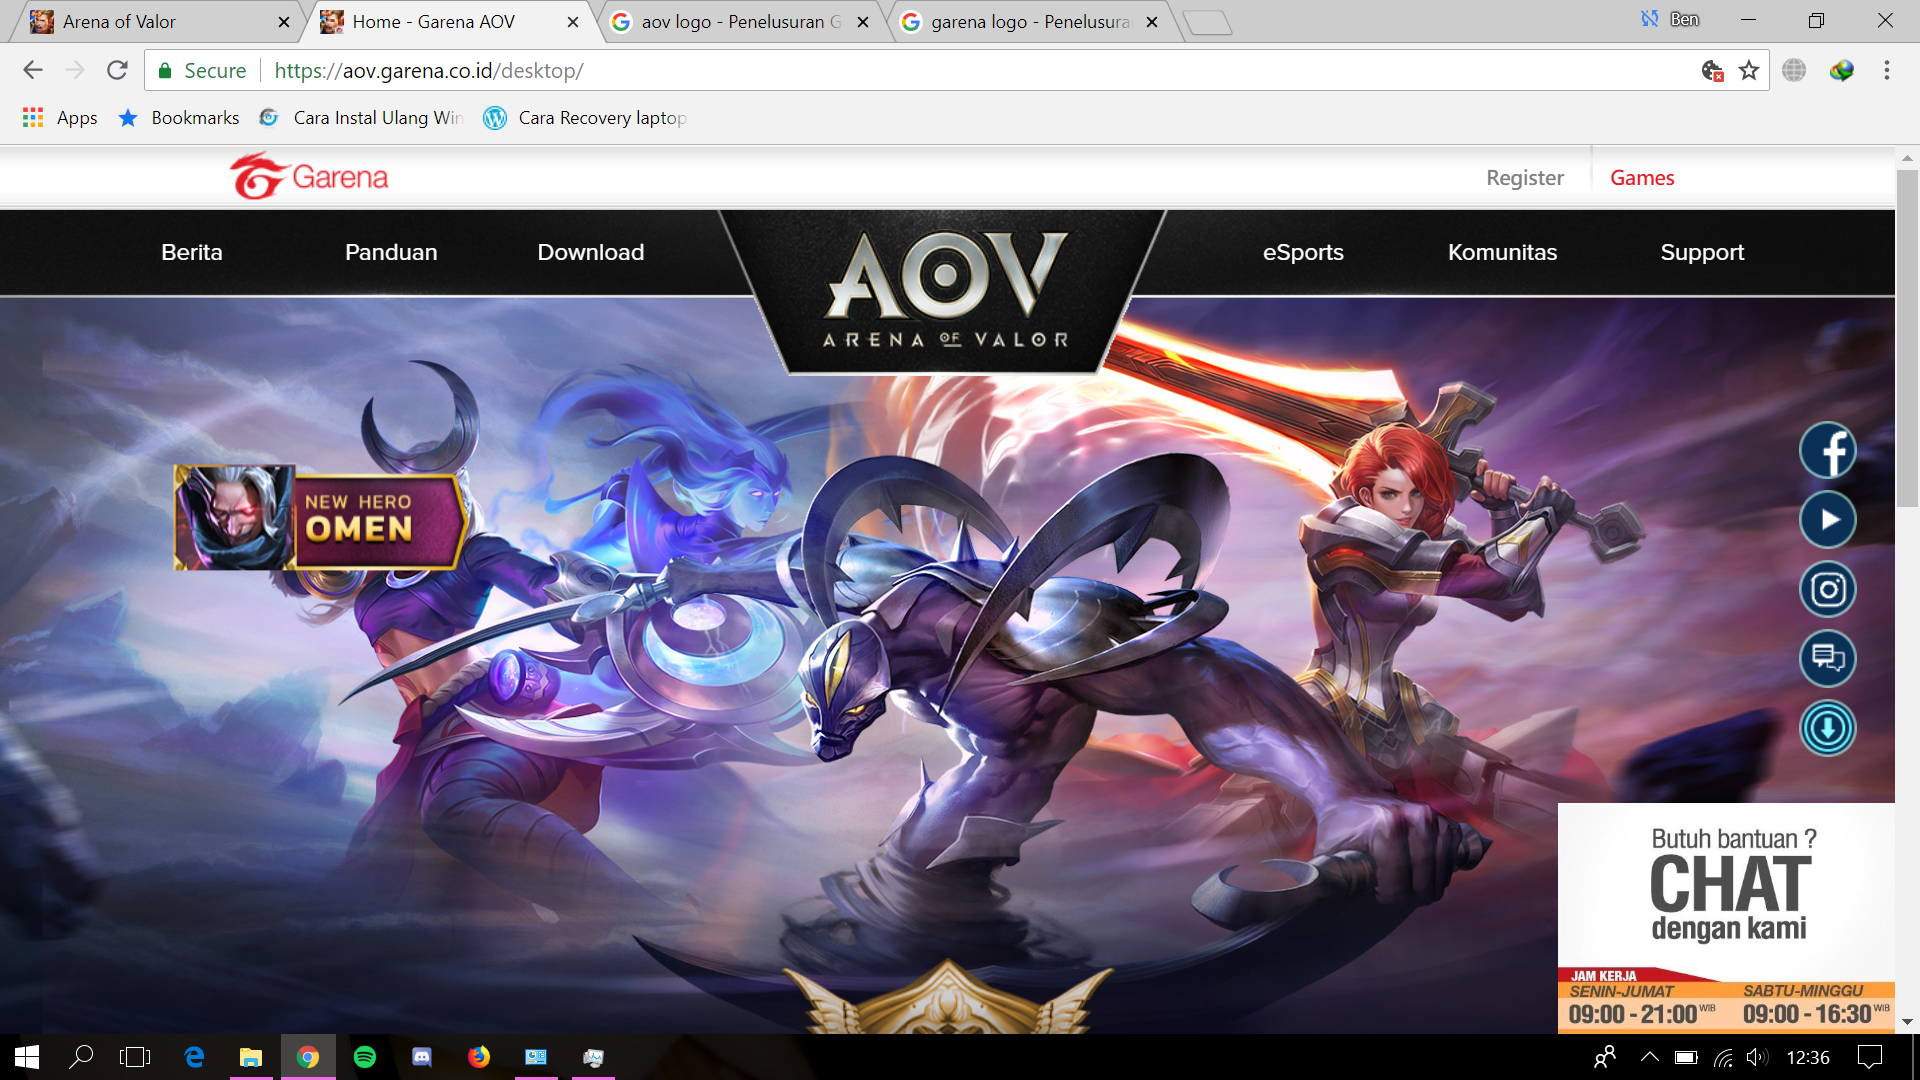 Arena of Valor
Home - Garena AOV
aov logo - Penelusuran G
garena logo - Penelusura
Ben
Secure
https://aov.garena.co.id/desktop/
Apps
Bookmarks
Cara Instal Ulang Win
Cara Recovery laptop
Garena
Register
Games
Berita
Panduan
Download
AOV
ARENA OF VALOR
eSports
Komunitas
Support
NEW HERO
OMEN
Butuh bantuan ?
CHAT
dengan kami
JAM KERJA
SENIN-JUMAT
SABTU-MINGGU
09:00 - 21:00 WIB
09:00 - 16:30 WIB
12:36